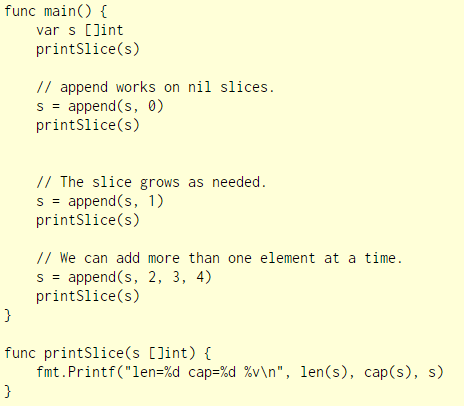 func main() {
    var s []int
    printSlice(s)

    // append works on nil slices.
    s = append(s, 0)
    printSlice(s)


    // The slice grows as needed.
    s = append(s, 1)
    printSlice(s)

    // We can add more than one element at a time.
    s = append(s, 2, 3, 4)
    printSlice(s)
}

func printSlice(s []int) {
    fmt.Printf("len=%d cap=%d %v\n", len(s), cap(s), s)
}